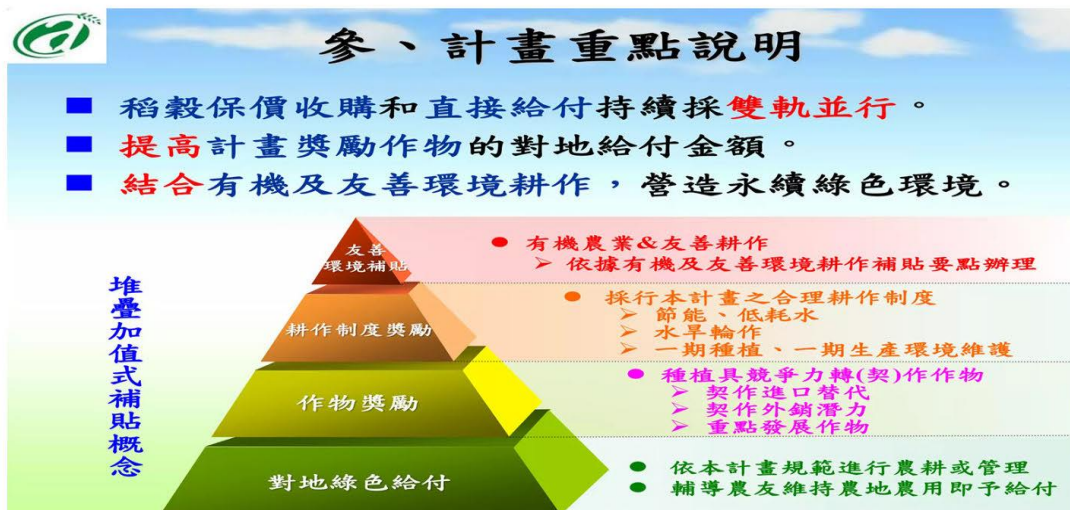 參、計畫重點說明
稻穀保價收購和直接給付持續採雙軌並行。
提高計畫獎勵作物的對地給付金額。
結合有機及友善環境耕作，營造永續綠色環境。
堆疊加值式補貼概念
友善
環境補貼
有機農業&友善耕作
依據有機及友善環境耕作補貼要點辦理
耕作制度獎勵
採行本計畫之合理耕作制度
節能、低耗水
水旱輪作
一期種植、一期生產環境維護
作物獎勵
種植具競爭力轉(契)作作物
契作進口替代
契作外銷潛力
重點發展作物
對地綠色給付
依本計畫規範進行農耕或管理
輔導農友維持農地農用即予給付